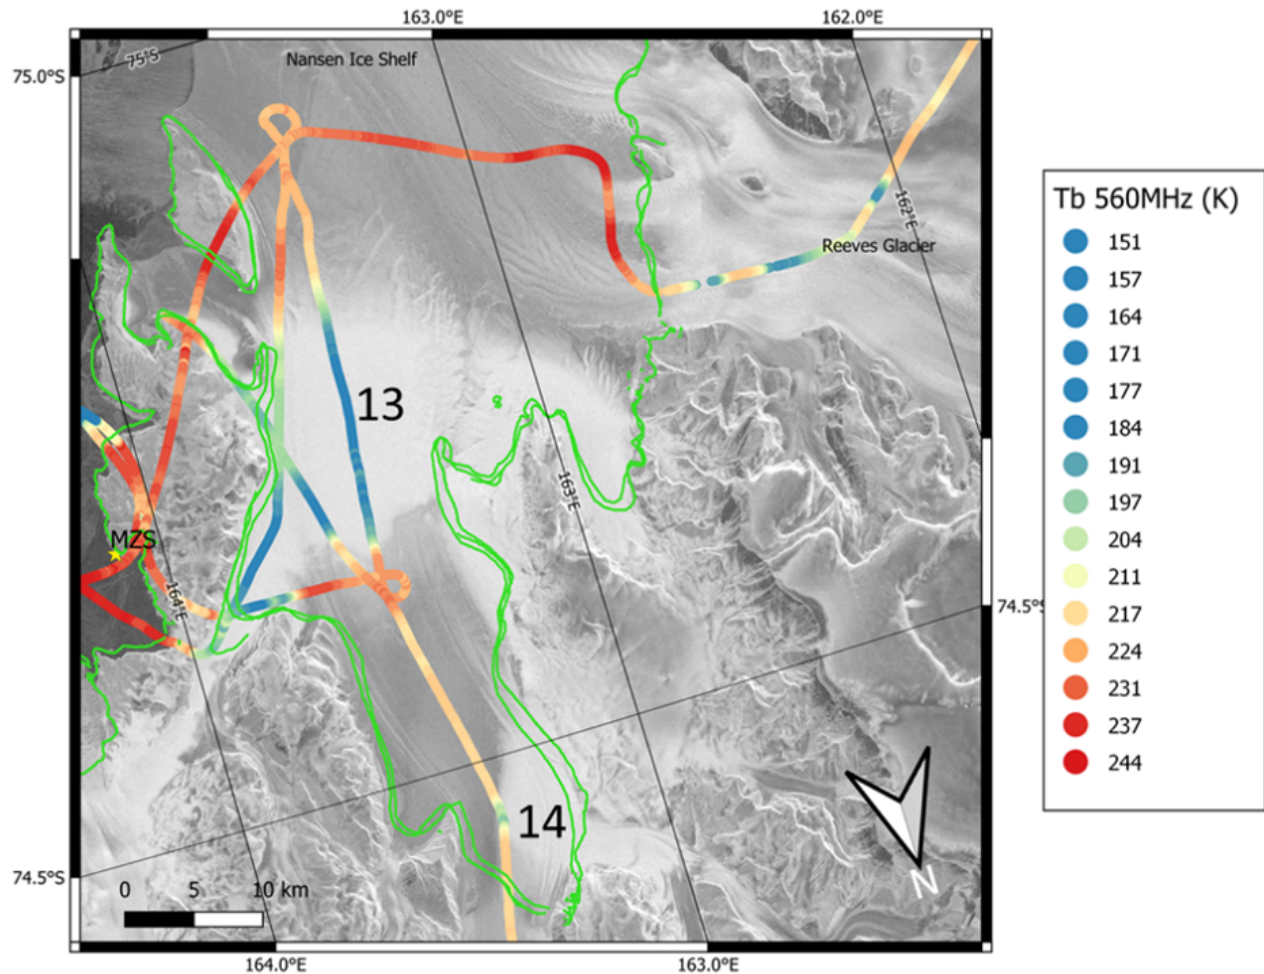 163.0°E
162.0°E
75.0°S
75°S
Nansen Ice Shelf
162°E
Reeves Glacier
13
163°E
MZS
164°E
74.5°S
14
74.5°S
0 5 10 km
N
164.0°E
163.0°E
Tb 560MHz (K)
151
157
164
171
177
184
191
197
204
211
217
224
231
237
244